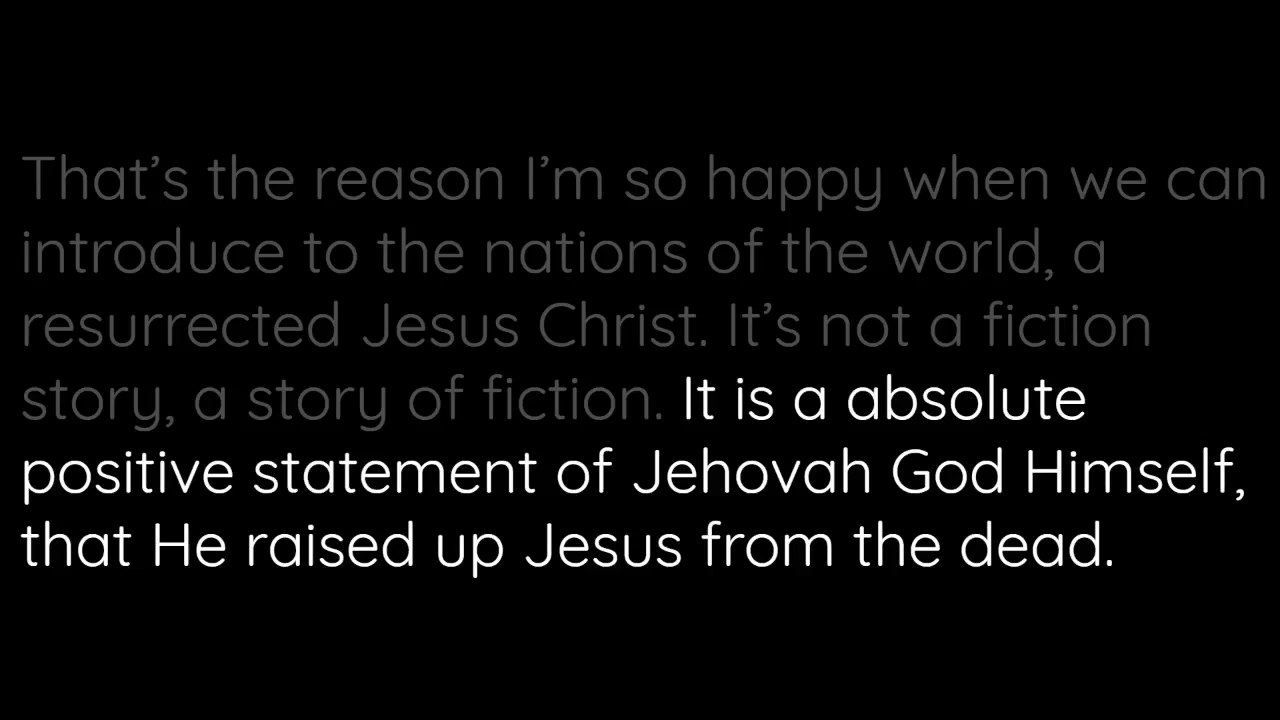 That’s the reason I’m so happy when we can
introduce to the nations of the world, a
resurrected Jesus Christ. It’s not a fiction
story, a story of fiction. It is a absolute
positive statement of Jehovah God Himself,
that He raised up Jesus from the dead.